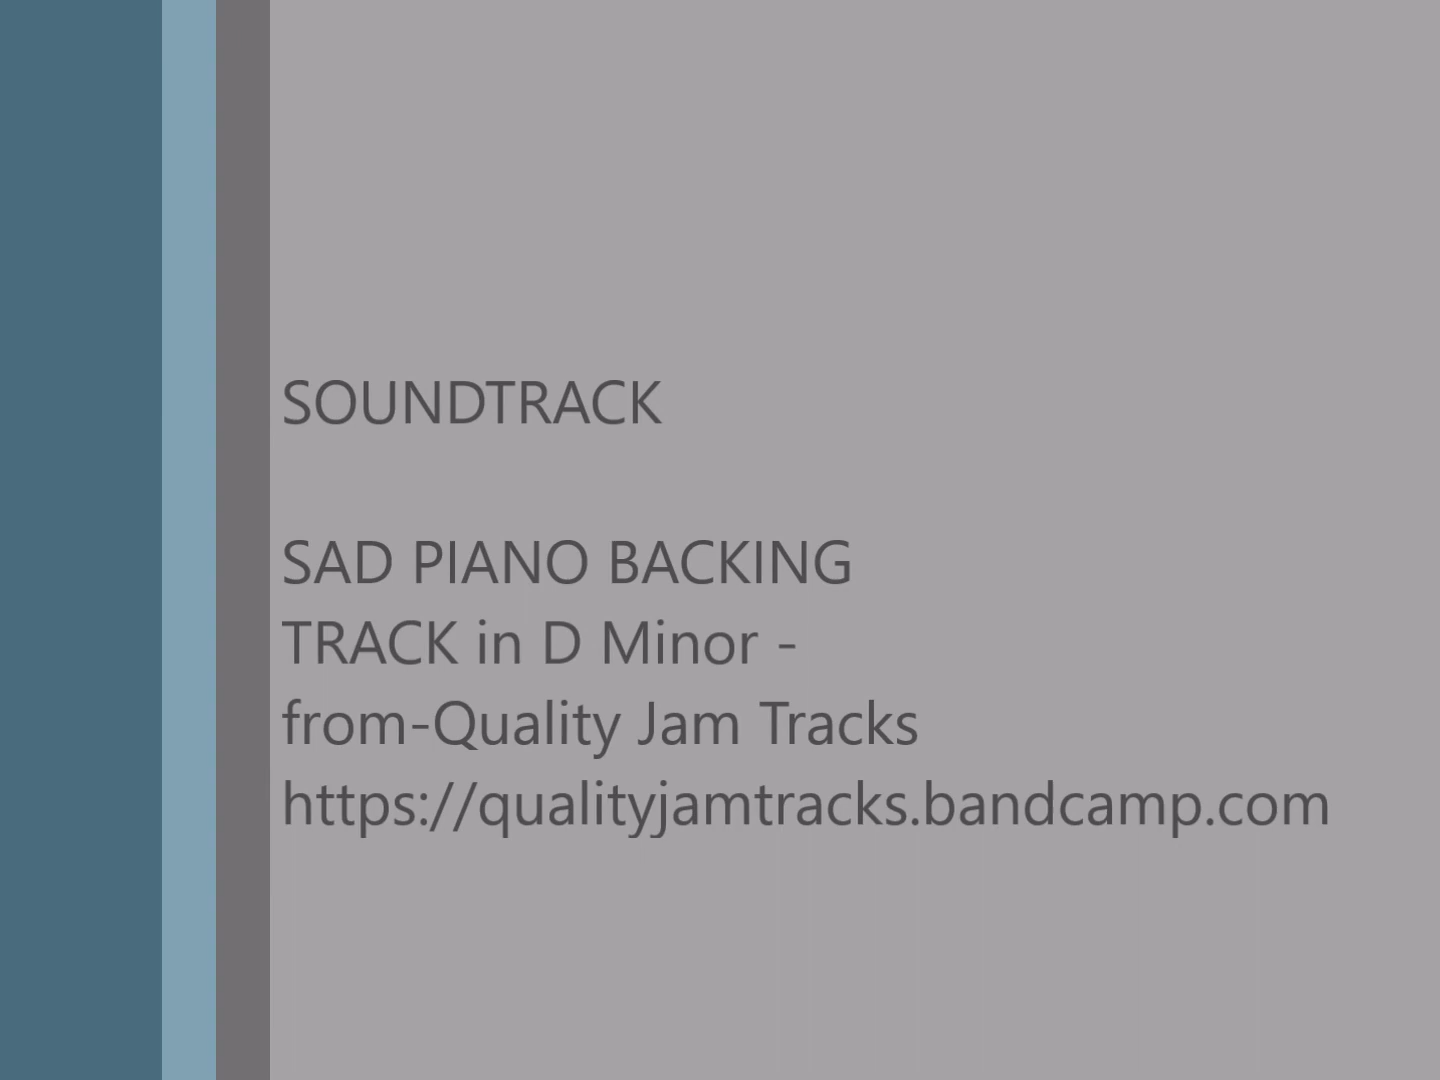 SOUNDTRACK
SAD PIANO BACKING
TRACK in D Minor -
from-Quality Jam Tracks
https://qualityjamtracks.bandcamp.com